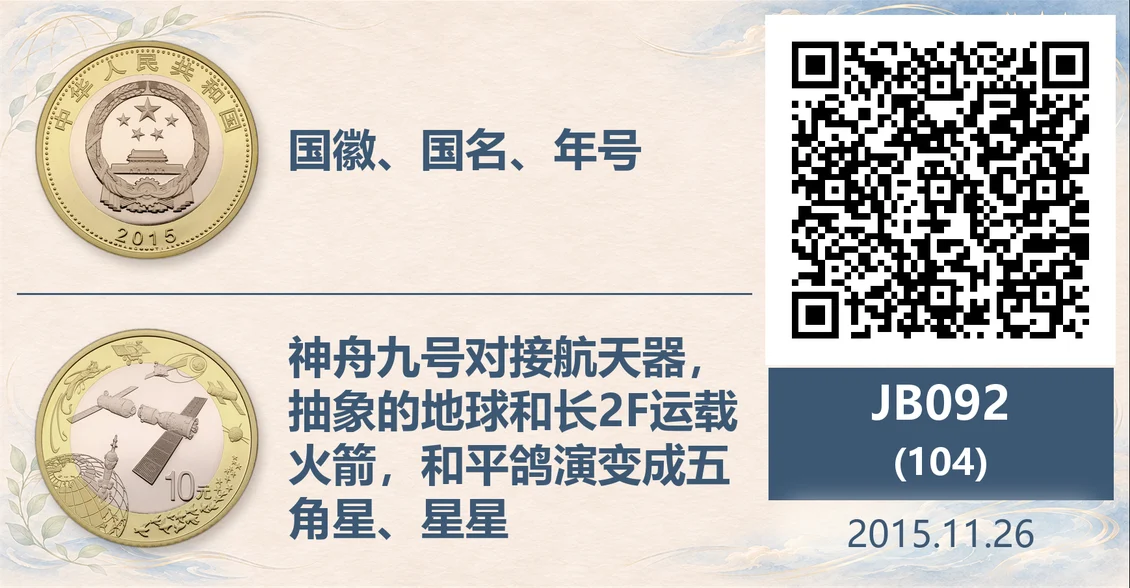 中华人民共和国
2015
国徽、国名、年号
10元
神舟九号对接航天器，
抽象的地球和长2F运载
火箭，和平鸽演变成五
角星、星星
JB092
(104)
2015.11.26